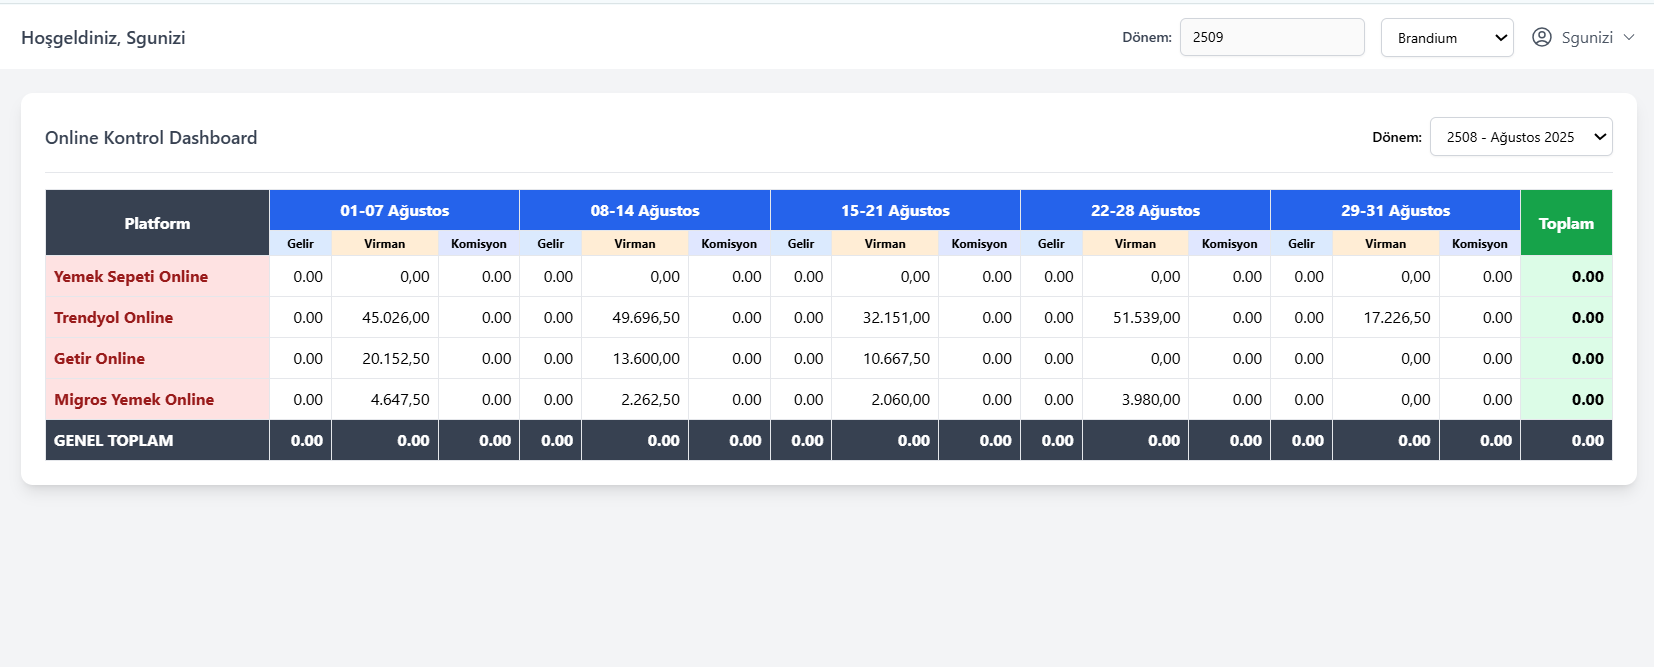 Hoşgeldiniz, Sgunizi Dönem: 2509 Brandium Sgunizi
Online Kontrol Dashboard Dönem: 2508 - Ağustos 2025
Platform 01-07 Ağustos 08-14 Ağustos 15-21 Ağustos 22-28 Ağustos 29-31 Ağustos Toplam
Gelir Virman Komisyon Gelir Virman Komisyon Gelir Virman Komisyon Gelir Virman Komisyon Gelir Virman Komisyon
Yemek Sepeti Online 0.00 0,00 0.00 0.00 0,00 0.00 0.00 0,00 0.00 0.00 0,00 0.00 0.00 0,00 0.00 0.00
Trendyol Online 0.00 45.026,00 0.00 0.00 49.696,50 0.00 0.00 32.151,00 0.00 0.00 51.539,00 0.00 0.00 17.226,50 0.00 0.00
Getir Online 0.00 20.152,50 0.00 0.00 13.600,00 0.00 0.00 10.667,50 0.00 0.00 0,00 0.00 0.00 0,00 0.00 0.00
Migros Yemek Online 0.00 4.647,50 0.00 0.00 2.262,50 0.00 0.00 2.060,00 0.00 0.00 3.980,00 0.00 0.00 0,00 0.00 0.00
GENEL TOPLAM 0.00 0.00 0.00 0.00 0.00 0.00 0.00 0.00 0.00 0.00 0.00 0.00 0.00 0.00 0.00 0.00